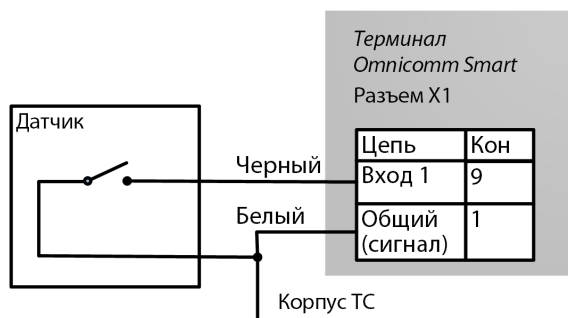 Терминал
Omnicomm Smart
Разъем X1
Датчик
Цепь Кон
Черный
Вход 1 9
Белый
Общий 1
(сигнал)
Корпус ТС